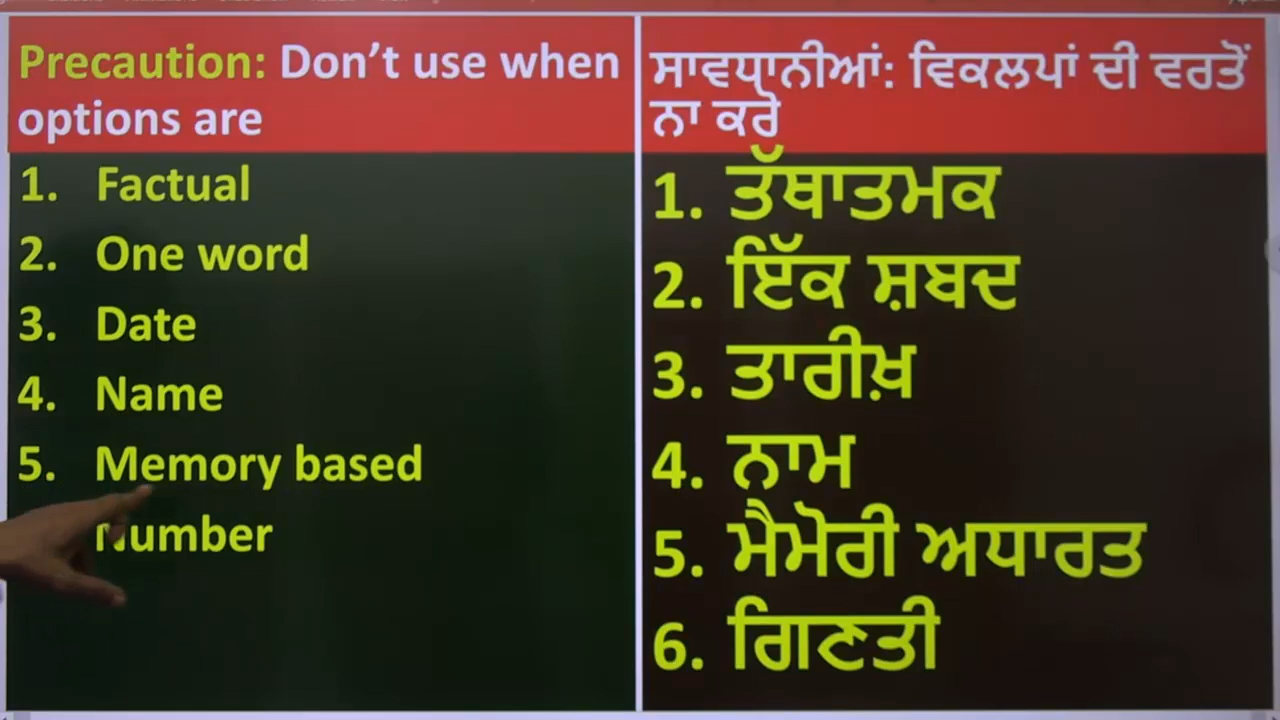 Precaution: Don’t use when
options are
1. Factual
2. One word
3. Date
4. Name
5. Memory based
Number
ਸਾਵਧਾਨੀਆਂ: ਵਿਕਲਪਾਂ ਦੀ ਵਰਤੋਂ
ਨਾ ਕਰੋ
1. ਤੱਥਾਤਮਕ
2. ਇੱਕ ਸ਼ਬਦ
3. ਤਾਰੀਖ਼
4. ਨਾਮ
5. ਮੈਮੋਰੀ ਅਧਾਰਤ
6. ਗਿਣਤੀ